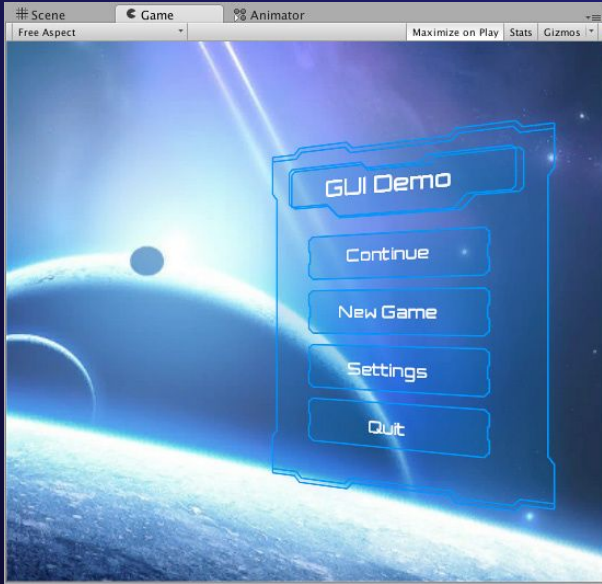 Scene Game Animator
Free Aspect Maximize on Play Stats Gizmos
GUI Demo
Continue
New Game
Settings
Quit